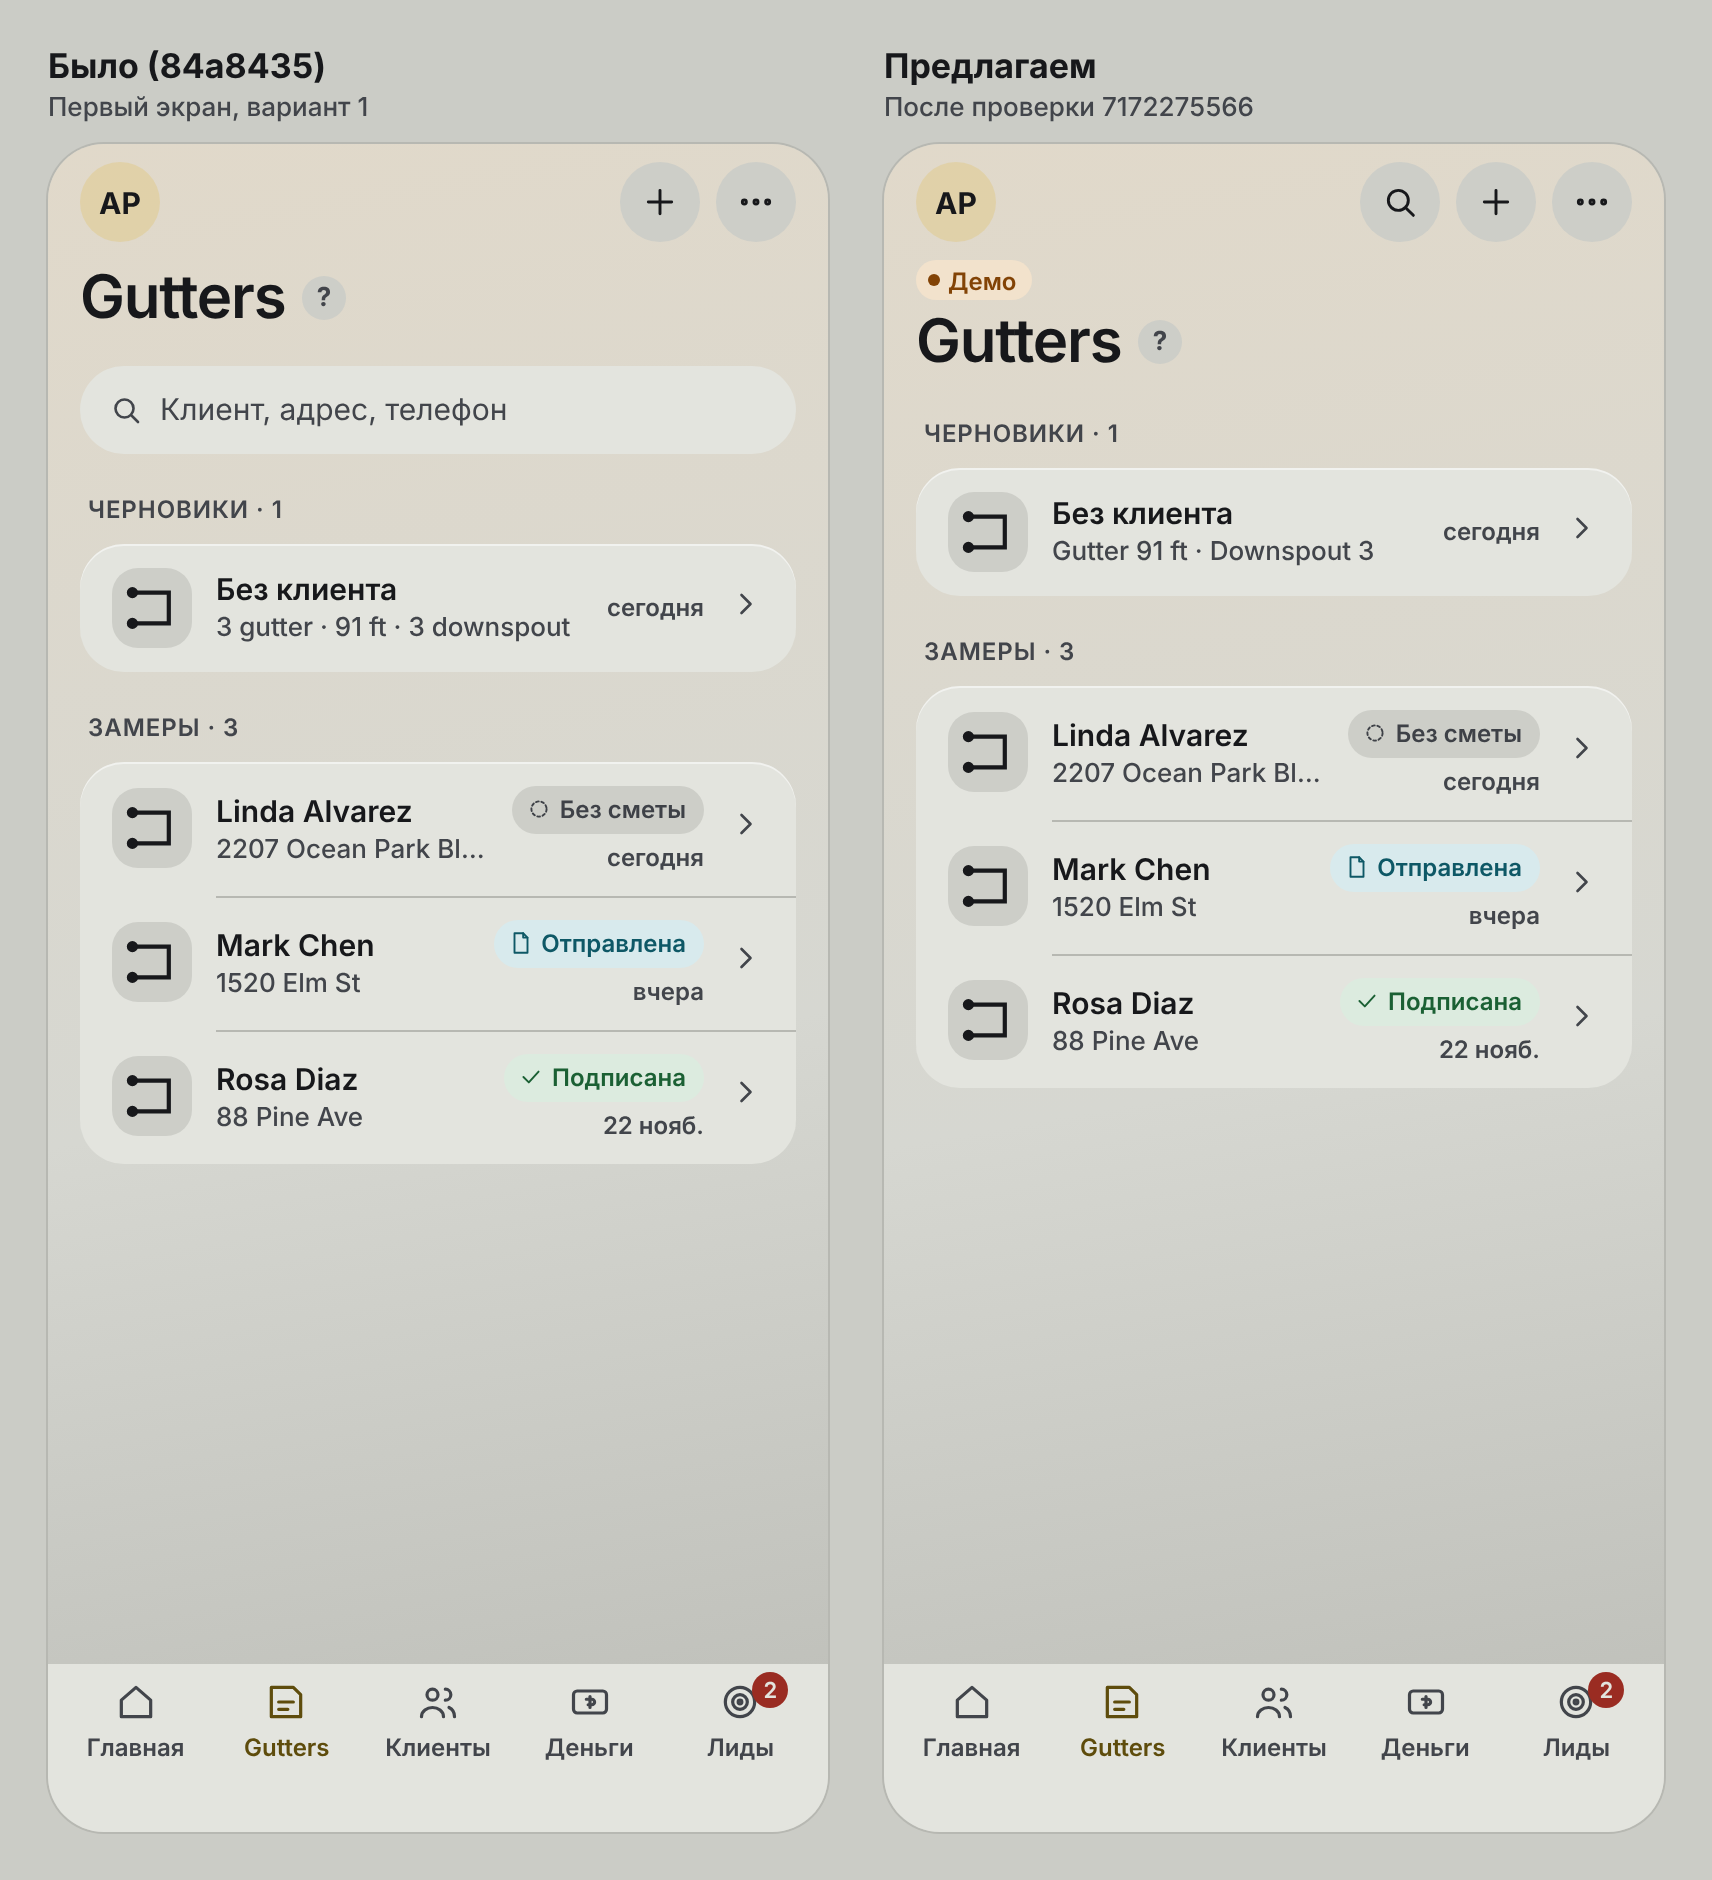 Было (84a8435)
Первый экран, вариант 1
AP
Gutters ?
Клиент, адрес, телефон
ЧЕРНОВИКИ · 1
Без клиента
3 gutter · 91 ft · 3 downspout
сегодня
ЗАМЕРЫ · 3
Linda Alvarez
2207 Ocean Park Bl...
Без сметы
сегодня
Mark Chen
1520 Elm St
Отправлена
вчера
Rosa Diaz
88 Pine Ave
Подписана
22 нояб.
Главная
Gutters
Клиенты
Деньги
2
Лиды
Предлагаем
После проверки 7172275566
AP
Демо
Gutters ?
ЧЕРНОВИКИ · 1
Без клиента
Gutter 91 ft · Downspout 3
сегодня
ЗАМЕРЫ · 3
Linda Alvarez
2207 Ocean Park Bl...
Без сметы
сегодня
Mark Chen
1520 Elm St
Отправлена
вчера
Rosa Diaz
88 Pine Ave
Подписана
22 нояб.
Главная
Gutters
Клиенты
Деньги
2
Лиды